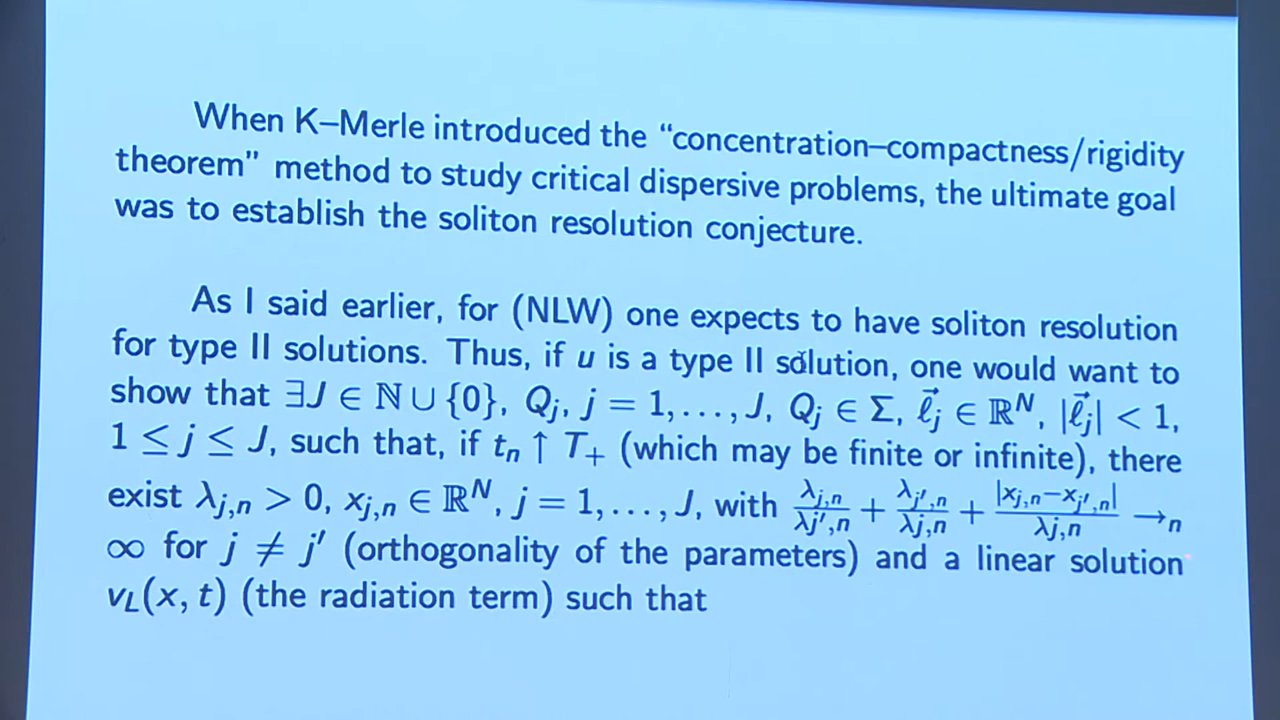 When K–Merle introduced the “concentration–compactness/rigidity
theorem” method to study critical dispersive problems, the ultimate goal
was to establish the soliton resolution conjecture.
As I said earlier, for (NLW) one expects to have soliton resolution
for type II solutions. Thus, if u is a type II solution, one would want to
show that ∃J ∈ ℕ ∪ {0}, Q_j, j = 1, …, J, Q_j ∈ Σ, \vec{ℓ}_j ∈ ℝ^N, |\vec{ℓ}_j| < 1,
1 ≤ j ≤ J, such that, if t_n ↑ T_+ (which may be finite or infinite), there
exist λ_{j,n} > 0, x_{j,n} ∈ ℝ^N, j = 1, …, J, with \frac{λ_{j,n}}{λ_{j′,n}} + \frac{λ_{j′,n}}{λ_{j,n}} + \frac{|x_{j,n}−x_{j′,n}|}{λ_{j,n}} →_n
∞ for j ≠ j′ (orthogonality of the parameters) and a linear solution
v_L(x, t) (the radiation term) such that